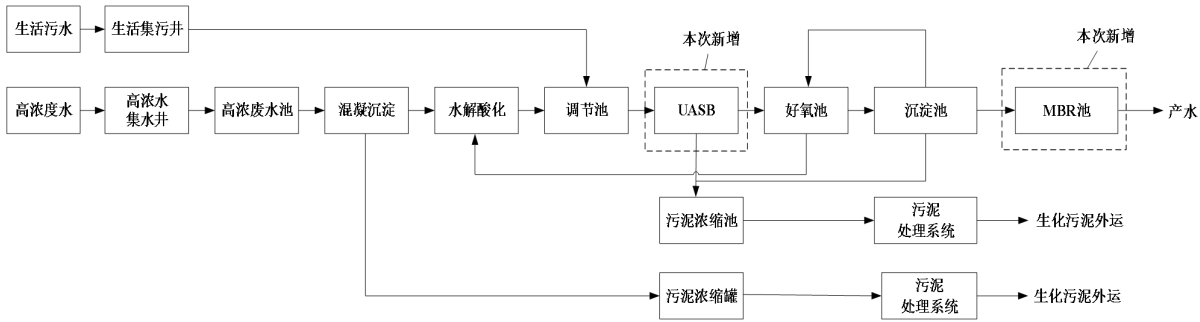 生活污水
生活集污井
本次新增
本次新增
高浓度水
高浓水
集水井
高浓废水池
混凝沉淀
水解酸化
调节池
UASB
好氧池
沉淀池
MBR池
产水
污泥浓缩池
污泥
处理系统
生化污泥外运
污泥浓缩罐
污泥
处理系统
生化污泥外运